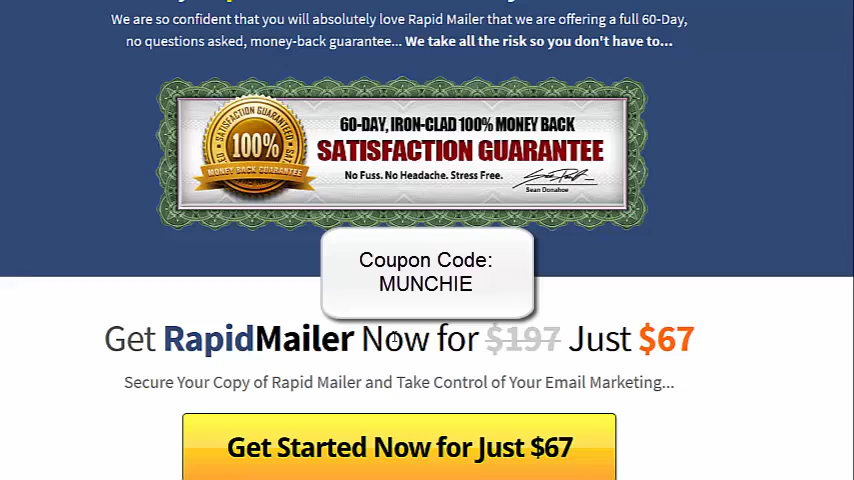 We are so confident that you will absolutely love Rapid Mailer that we are offering a full 60-Day,
no questions asked, money-back guarantee... We take all the risk so you don't have to...
60-DAY, IRON-CLAD 100% MONEY BACK
SATISFACTION GUARANTEE
No Fuss. No Headache. Stress Free.
Sean Donahoe
SATISFACTION GUARANTEED
100%
MONEY BACK GUARANTEE
Coupon Code:
MUNCHIE
Get RapidMailer Now for $197 Just $67
Secure Your Copy of Rapid Mailer and Take Control of Your Email Marketing...
Get Started Now for Just $67